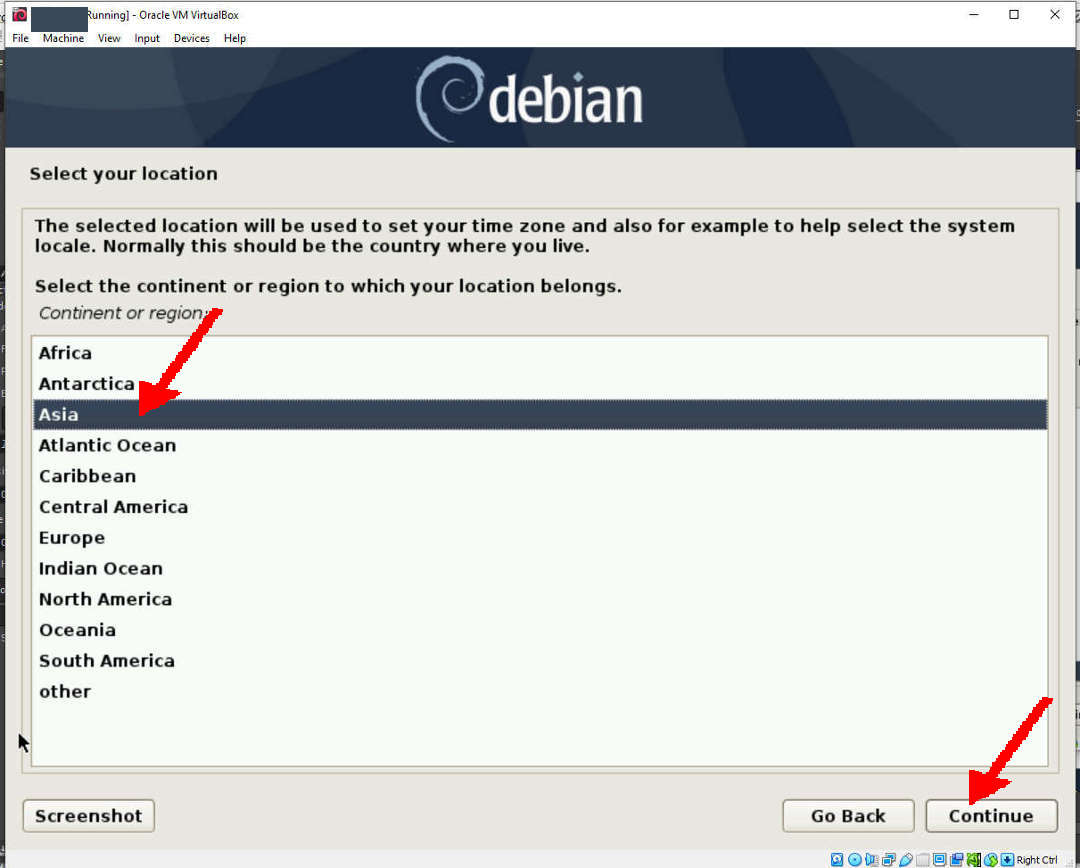 Running] - Oracle VM VirtualBox
File Machine View Input Devices Help
debian
Select your location
The selected location will be used to set your time zone and also for example to help select the system
locale. Normally this should be the country where you live.
Select the continent or region to which your location belongs.
Continent or region:
Africa
Antarctica
Asia
Atlantic Ocean
Caribbean
Central America
Europe
Indian Ocean
North America
Oceania
South America
other
Screenshot Go Back Continue
Right Ctrl